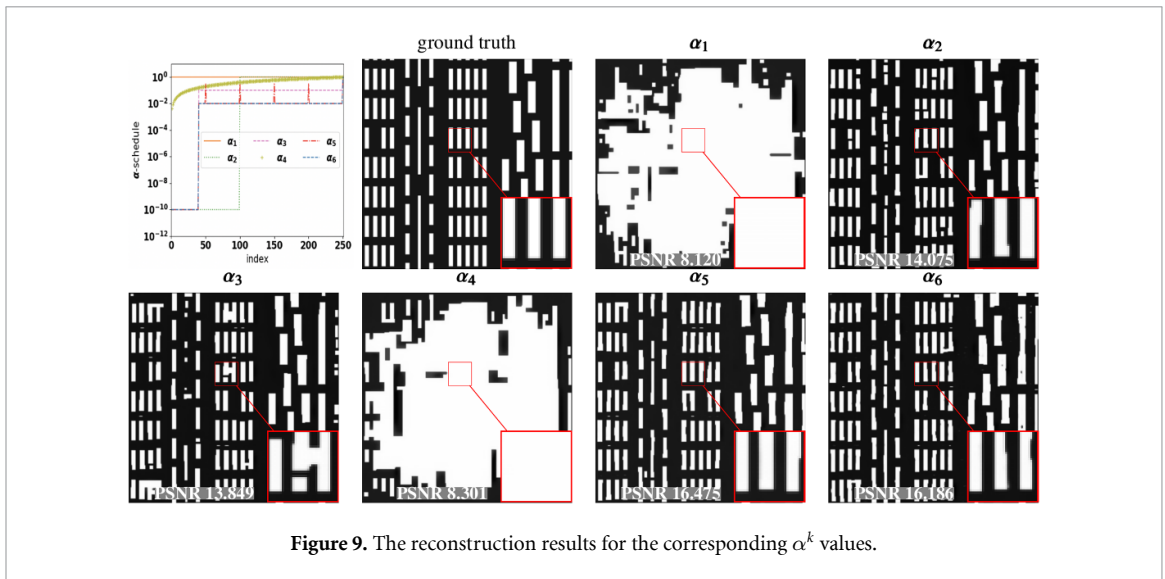 ground truth
α₁
α₂
10⁰
10⁻²
10⁻⁴
10⁻⁶
10⁻⁸
10⁻¹⁰
10⁻¹²
α-schedule
α₁ α₃ α₅
α₂ α₄ α₆
0 50 100 150 200 250
index
PSNR 8.120
PSNR 14.075
α₃
α₄
α₅
α₆
PSNR 13.849
PSNR 8.301
PSNR 16.475
PSNR 16.186
Figure 9. The reconstruction results for the corresponding αᵏ values.